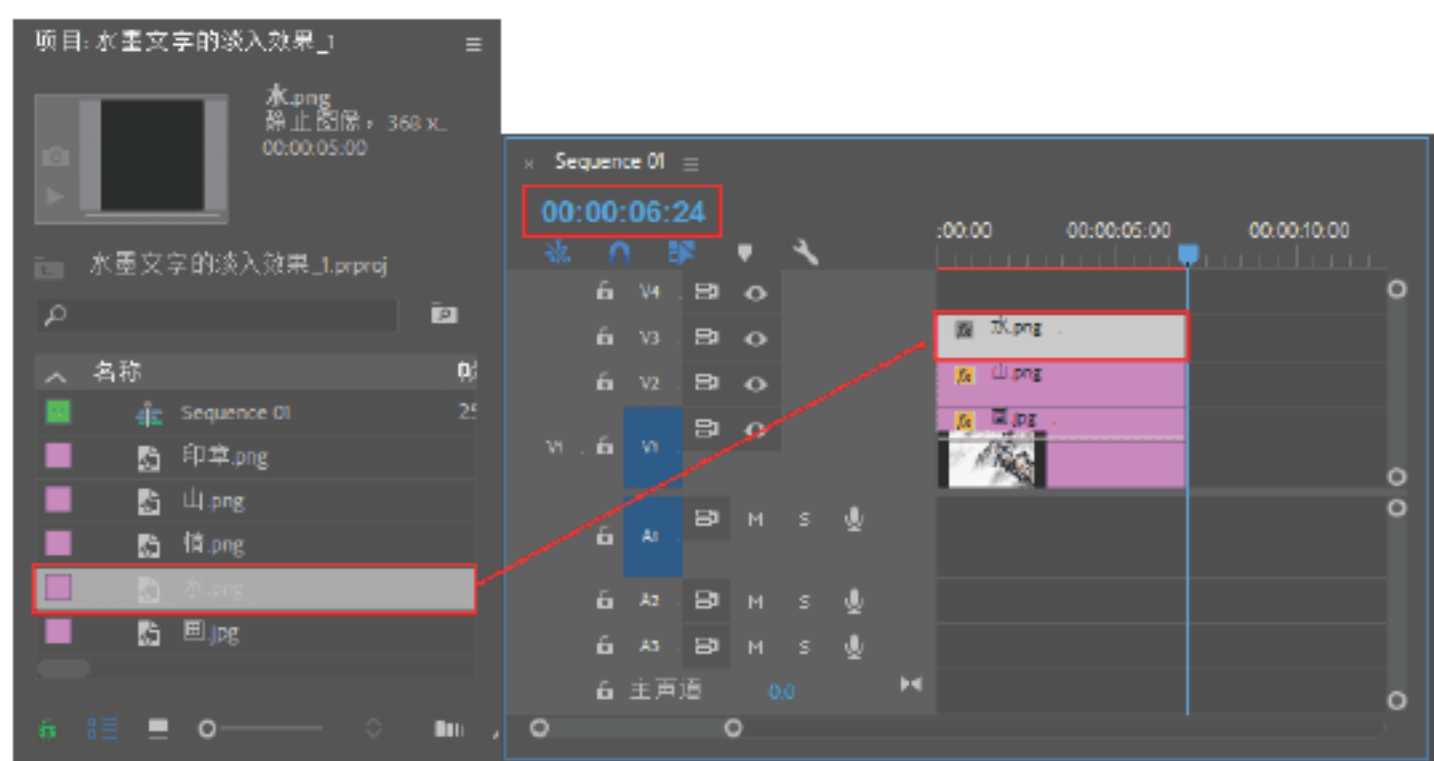 项目: 水墨文字的淡入效果_1
水.png
静止图像，368 x...
00:00:05:00
水墨文字的淡入效果_1.prproj
名称
Sequence 01
25
印章.png
山.png
情.png
水.png
画.jpg
Sequence 01
00:00:06:24
:00:00 00:00:05:00 00:00:10:00
V4
V3 水.png
V2 山.png
画.jpg
V1 V1
A1 M S
A2 M S
A3 M S
主声道 0.0